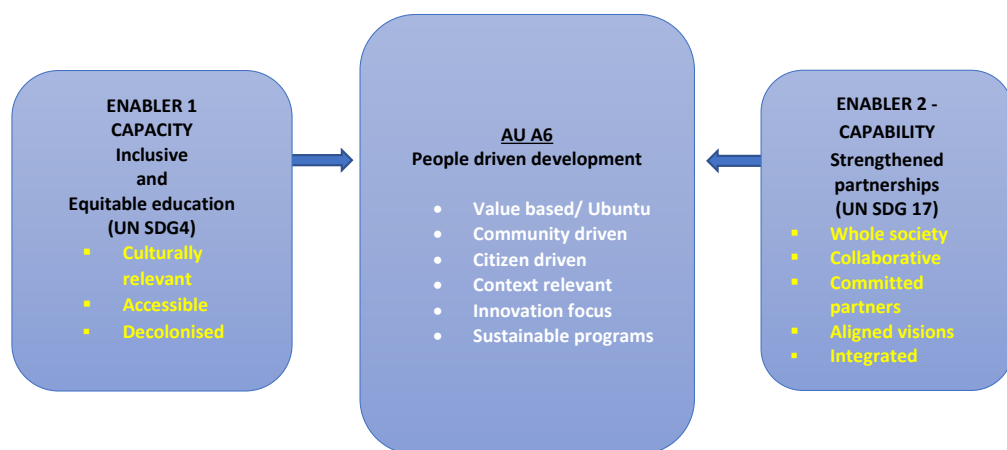 ENABLER 1
CAPACITY
Inclusive
and
Equitable education
(UN SDG4)
▪ Culturally
relevant
▪ Accessible
▪ Decolonised
AU A6
People driven development
• Value based/ Ubuntu
• Community driven
• Citizen driven
• Context relevant
• Innovation focus
• Sustainable programs
ENABLER 2 -
CAPABILITY
Strengthened
partnerships
(UN SDG 17)
▪ Whole society
▪ Collaborative
▪ Committed
partners
▪ Aligned visions
▪ Integrated